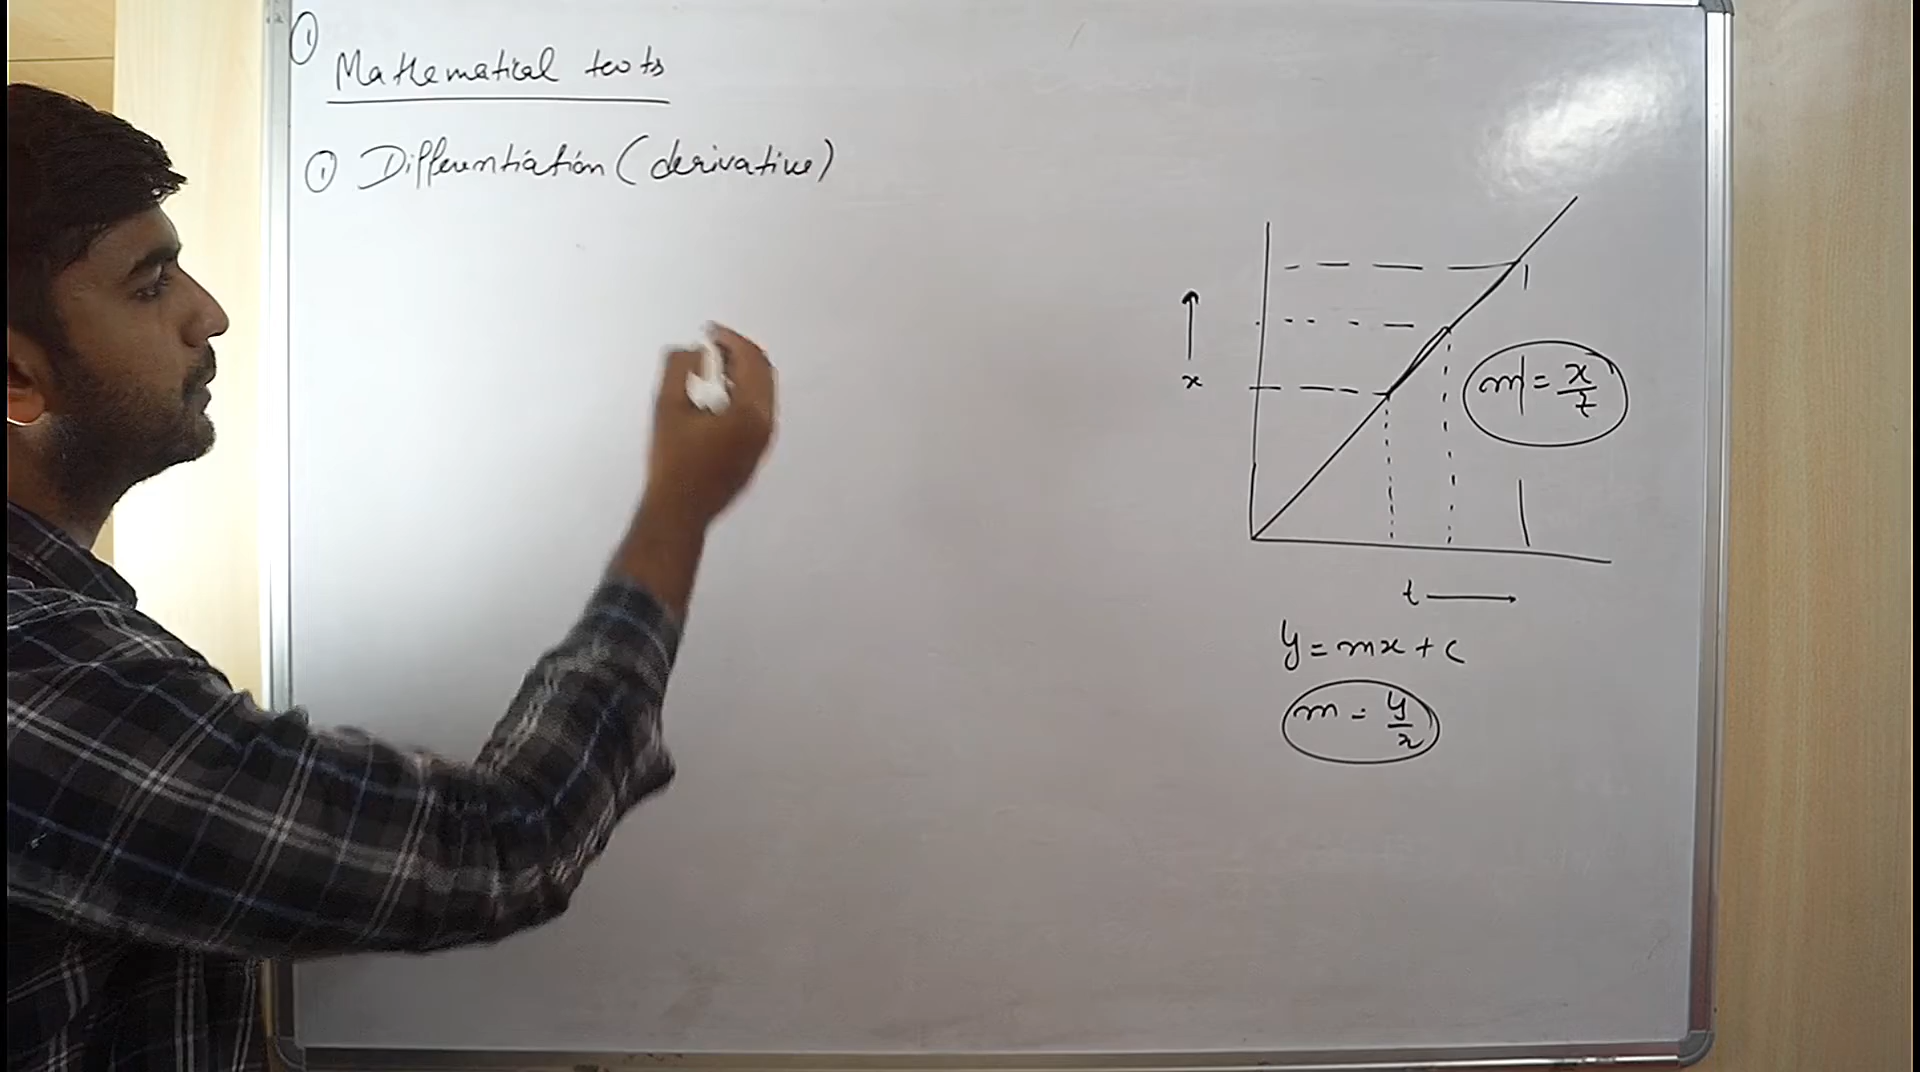 ①
Mathematical tools
① Differentiation (derivative)
x
m = x/t
t
y = mx + c
m = y/x